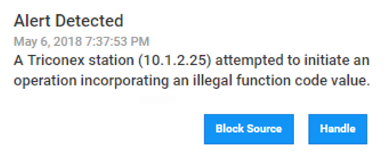 Alert Detected
May 6, 2018 7:37:53 PM
A Triconex station (10.1.2.25) attempted to initiate an
operation incorporating an illegal function code value.
Block Source Handle